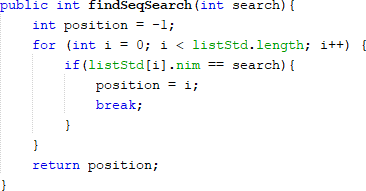 public int findSeqSearch(int search){
    int position = -1;
    for (int i = 0; i < listStd.length; i++) {
        if(listStd[i].nim == search){
            position = i;
            break;
        }
    }
    return position;
}